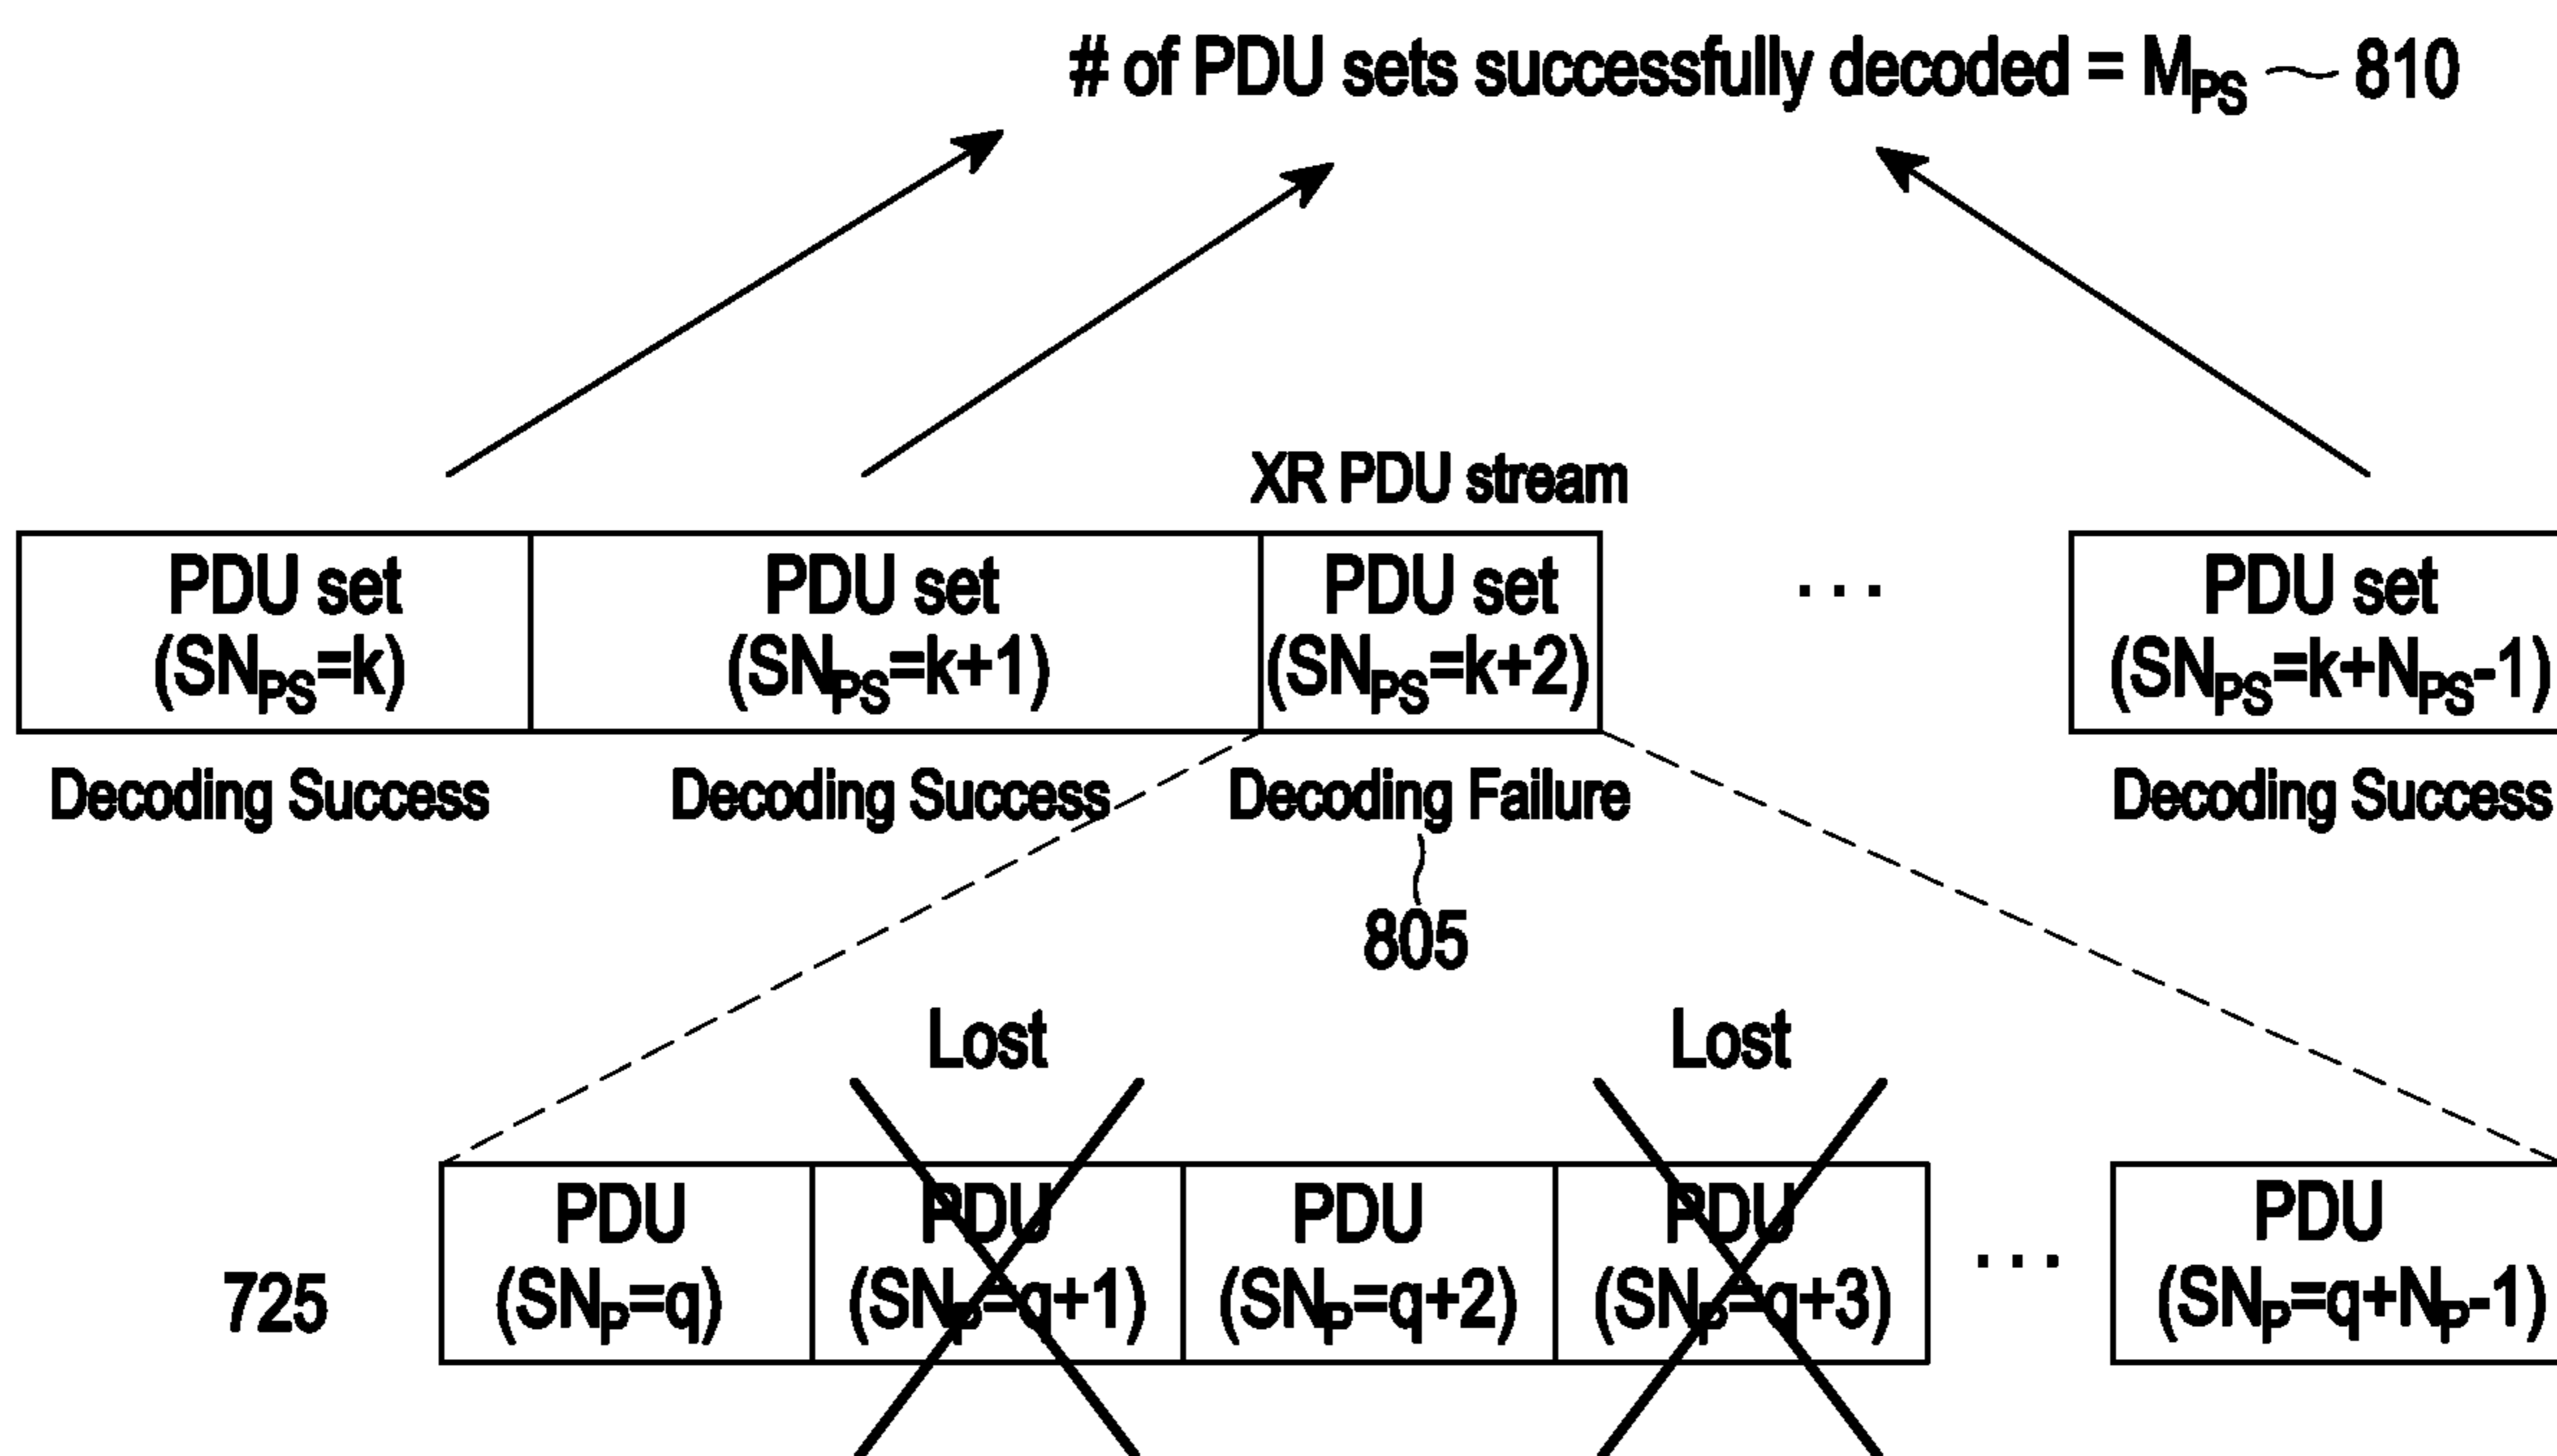 # of PDU sets successfully decoded = M_PS ~ 810
XR PDU stream
PDU set PDU set PDU set ... PDU set
(SN_PS=k) (SN_PS=k+1) (SN_PS=k+2) (SN_PS=k+N_PS-1)
Decoding Success Decoding Success Decoding Failure Decoding Success
805
Lost Lost
PDU PDU PDU PDU ... PDU
725 (SN_P=q) (SN_P=q+1) (SN_P=q+2) (SN_P=q+3) (SN_P=q+N_P-1)